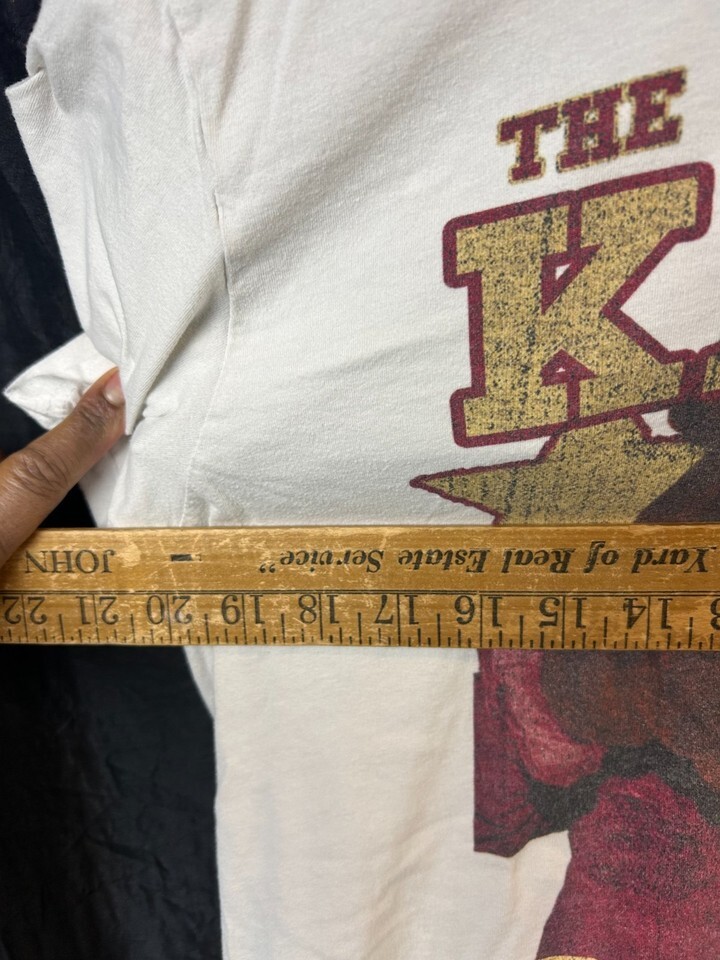 THE
K
Yard of Real Estate Service” - JOHN
14 15 16 17 18 19 20 21 22